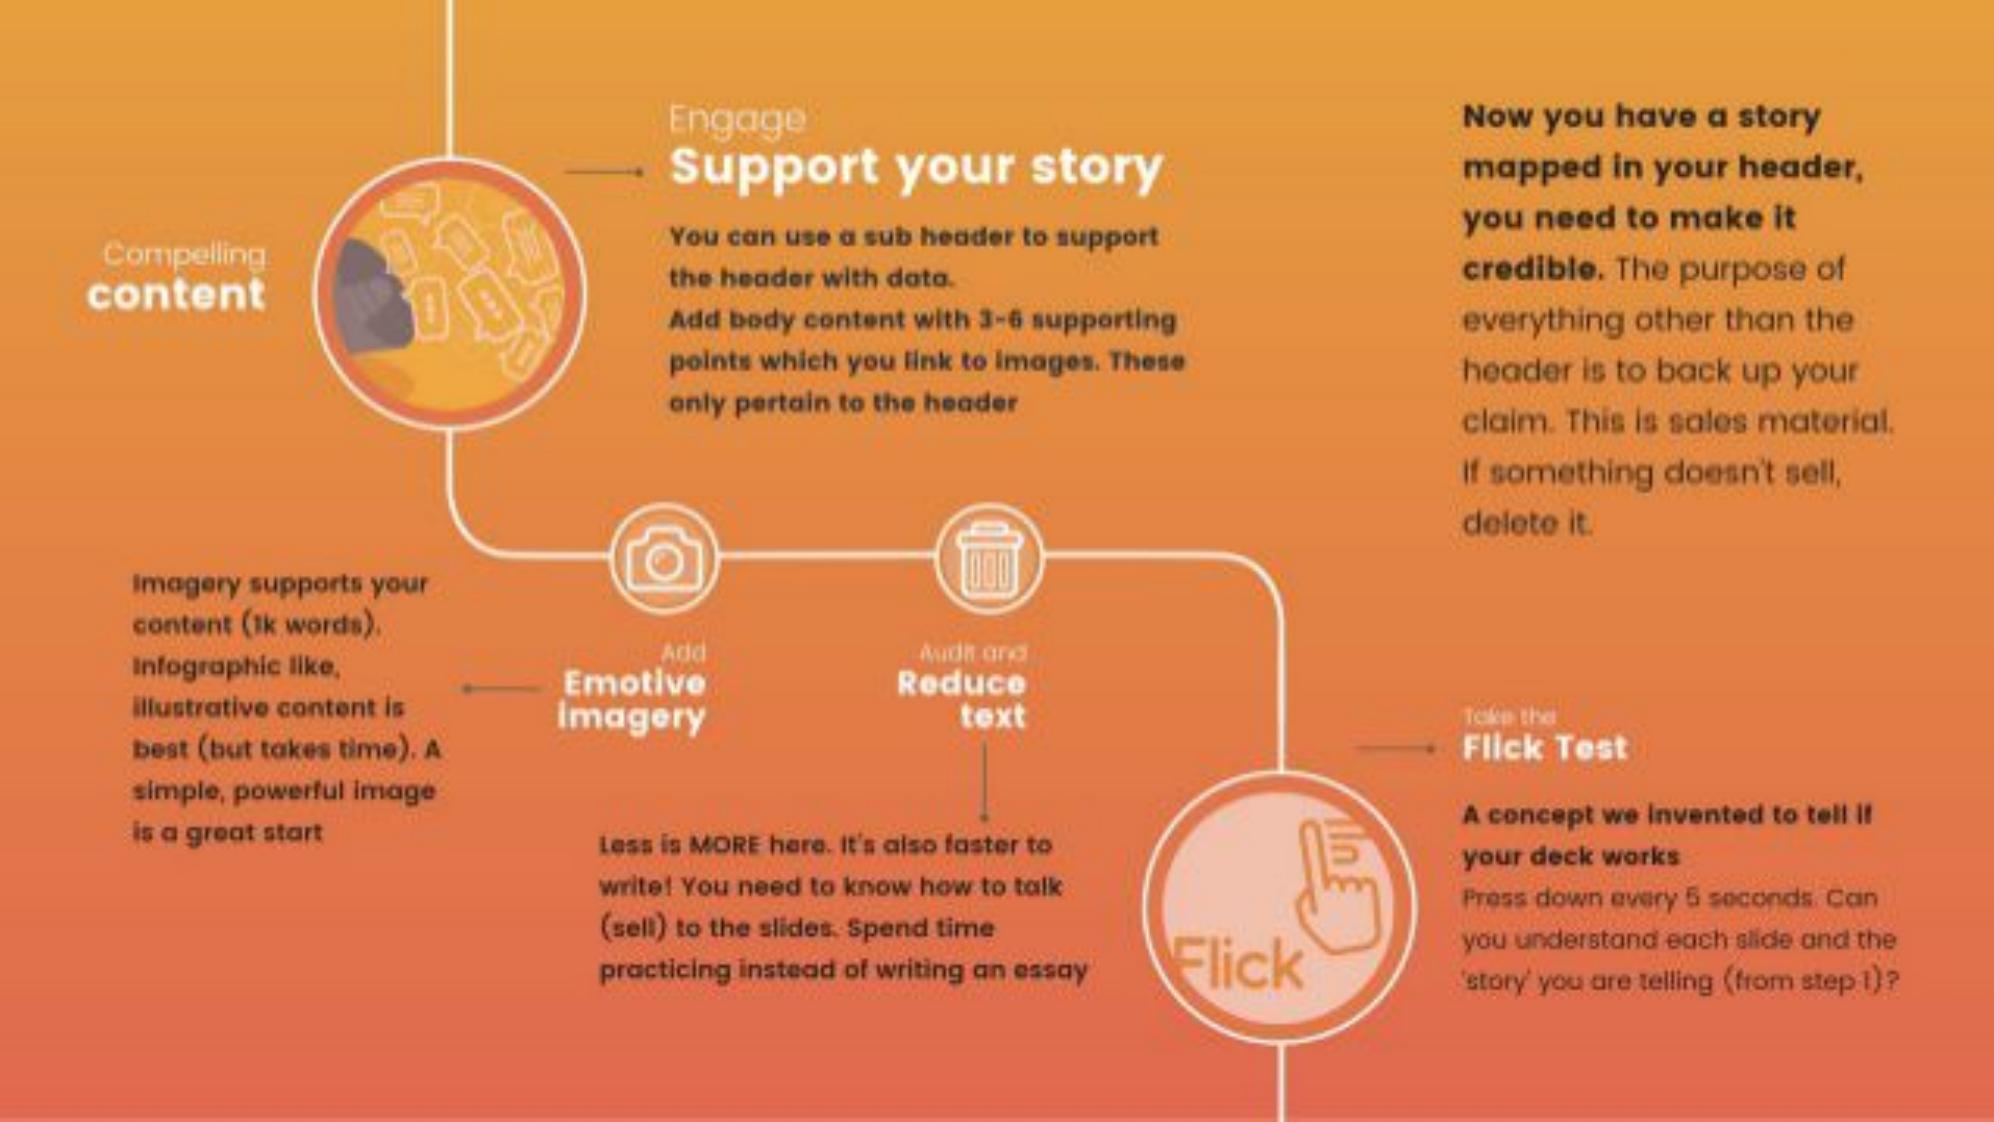 Engage
Support your story
You can use a sub header to support
the header with data.
Add body content with 3-6 supporting
points which you link to images. These
only pertain to the header
Now you have a story
mapped in your header,
you need to make it
credible. The purpose of
everything other than the
header is to back up your
claim. This is sales material.
If something doesn't sell,
delete it.
Compelling
content
Imagery supports your
content (1k words).
Infographic like,
illustrative content is
best (but takes time). A
simple, powerful image
is a great start
Add
Emotive
imagery
Audit and
Reduce
text
Less is MORE here. It's also faster to
write! You need to know how to talk
(sell) to the slides. Spend time
practicing instead of writing an essay
Flick
Take the
Flick Test
A concept we invented to tell if
your deck works
Press down every 5 seconds. Can
you understand each slide and the
'story' you are telling (from step 1)?